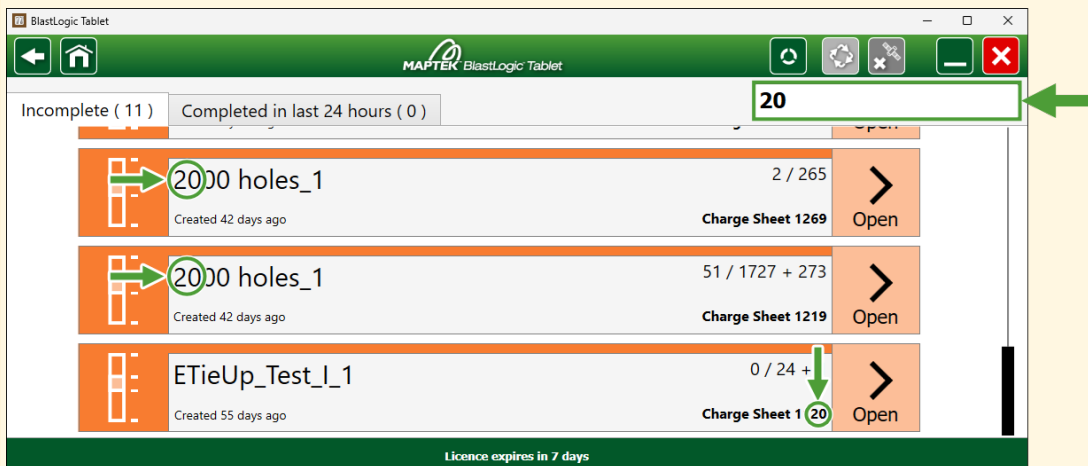 BlastLogic Tablet
MAPTEK BlastLogic Tablet
Incomplete ( 11 )
Completed in last 24 hours ( 0 )
20
Open
2000 holes_1
2 / 265
Created 42 days ago
Charge Sheet 1269
Open
2000 holes_1
51 / 1727 + 273
Created 42 days ago
Charge Sheet 1219
Open
ETieUp_Test_I_1
0 / 24 +
Created 55 days ago
Charge Sheet 1 20
Open
Licence expires in 7 days